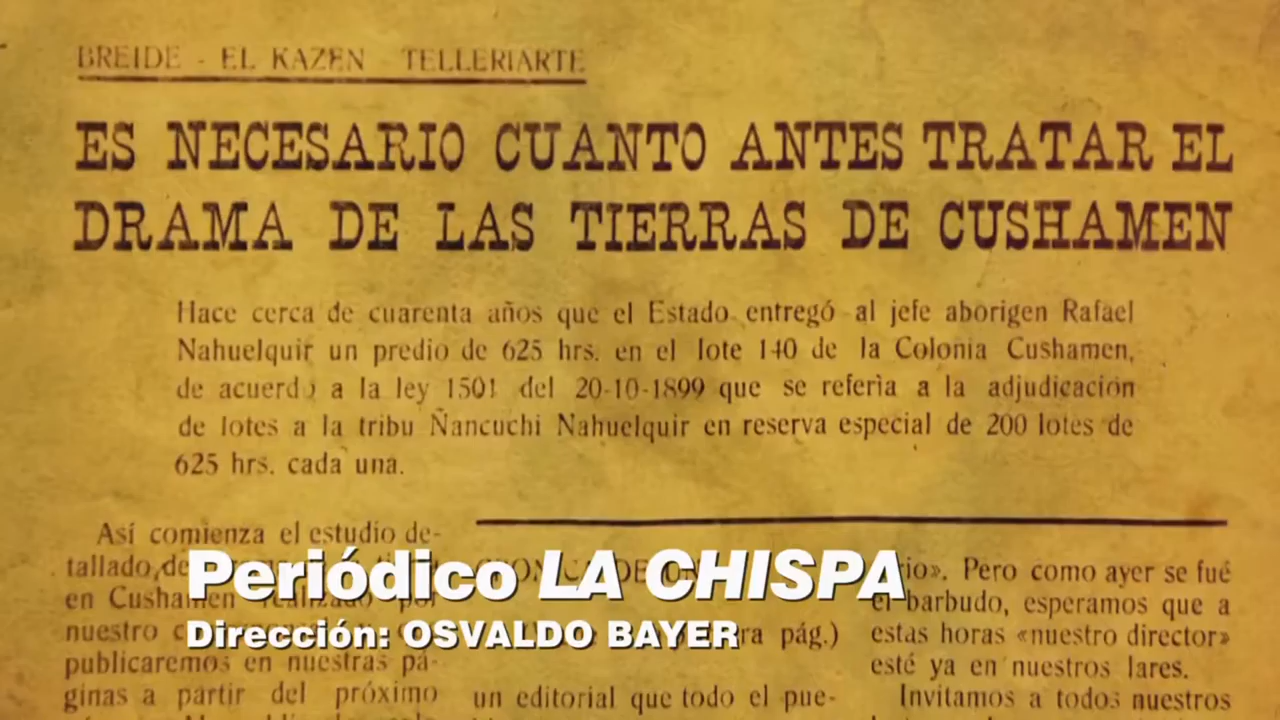 BREIDE - EL KAZEN TELLERIARTE
ES NECESARIO CUANTO ANTES TRATAR EL
DRAMA DE LAS TIERRAS DE CUSHAMEN
Hace cerca de cuarenta años que el Estado entregó al jefe aborigen Rafael
Nahuelquir un predio de 625 hrs. en el lote 140 de la Colonia Cushamen,
de acuerdo a la ley 1501 del 20-10-1899 que se referìa a la adjudicación
de lotes a la tribu Ñancuchi Nahuelquir en reserva especial de 200 lotes de
625 hrs. cada una.
Así comienza el estudio de-
tallado, de
en Cushamen realizado por
nuestro
publicaremos en nuestras pá-
ginas a partir del próximo
ra pág.)
un editorial que todo el pue-
rio». Pero como ayer se fué
el barbudo, esperamos que a
estas horas «nuestro director»
esté ya en nuestros lares.
Invitamos a todos nuestros
Periódico LA CHISPA
Dirección: OSVALDO BAYER